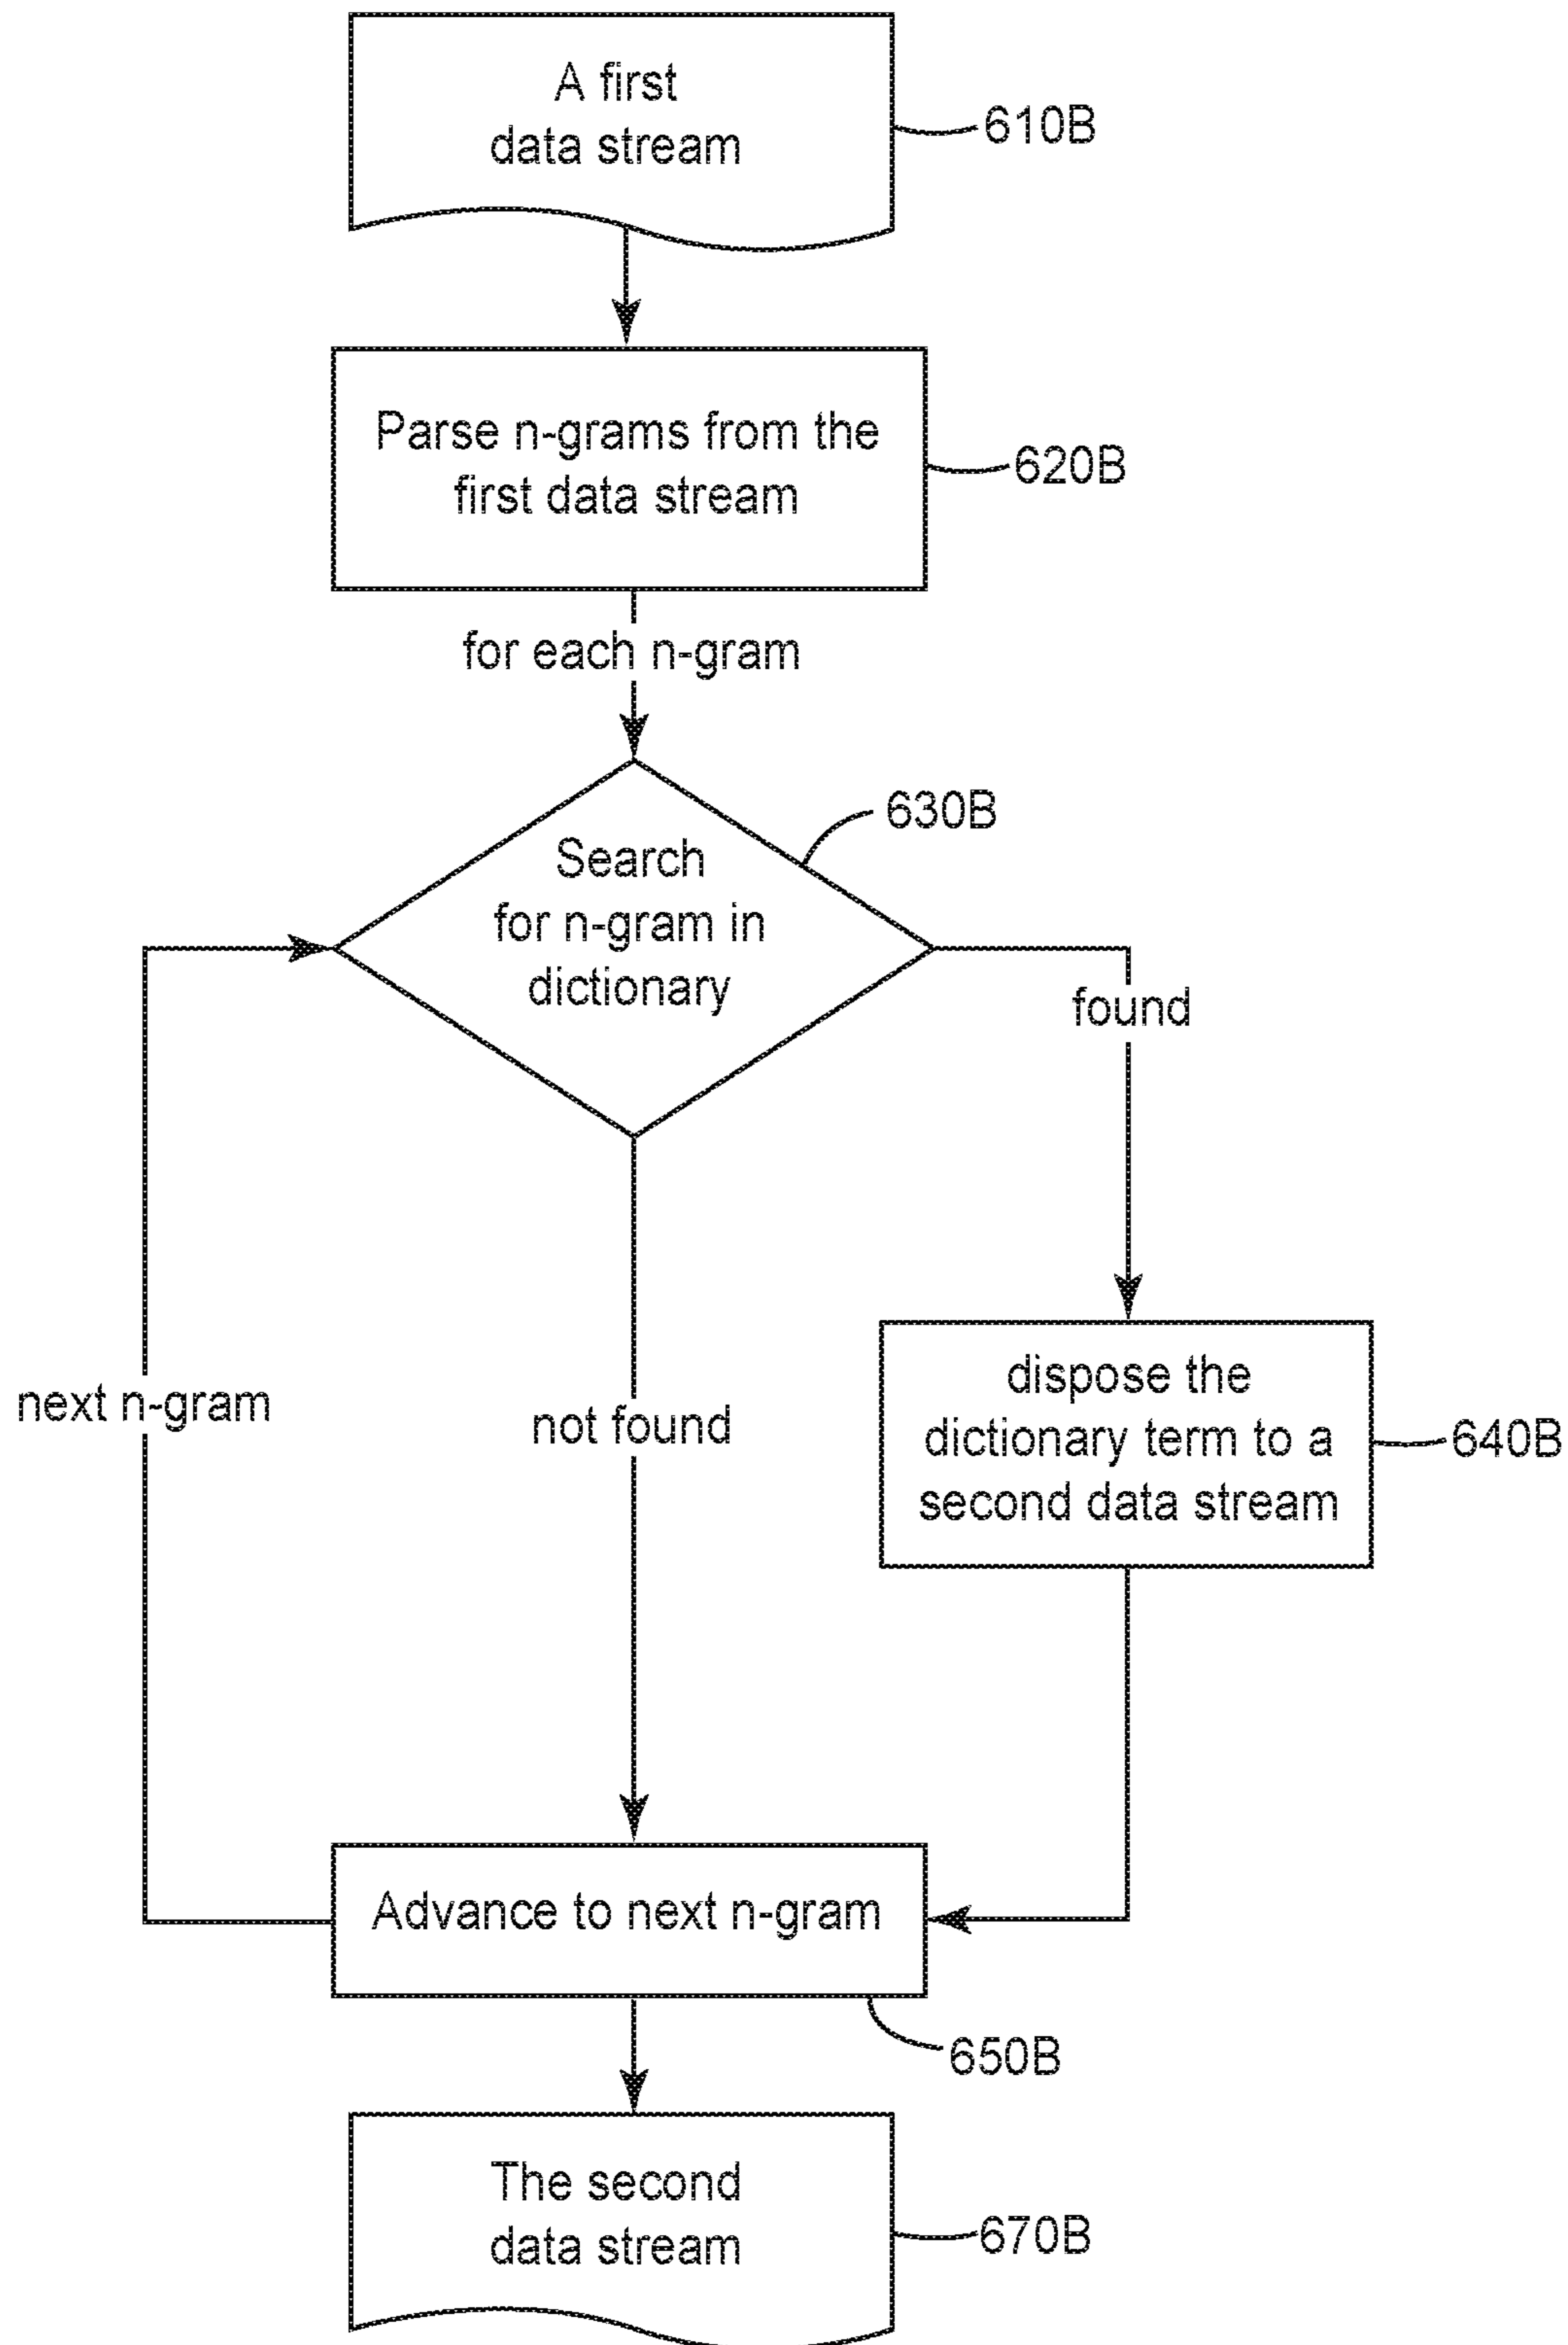 A first
data stream
610B
Parse n-grams from the
first data stream
620B
for each n-gram
630B
Search
for n-gram in
dictionary
found
next n-gram
not found
dispose the
dictionary term to a
second data stream
640B
Advance to next n-gram
650B
The second
data stream
670B